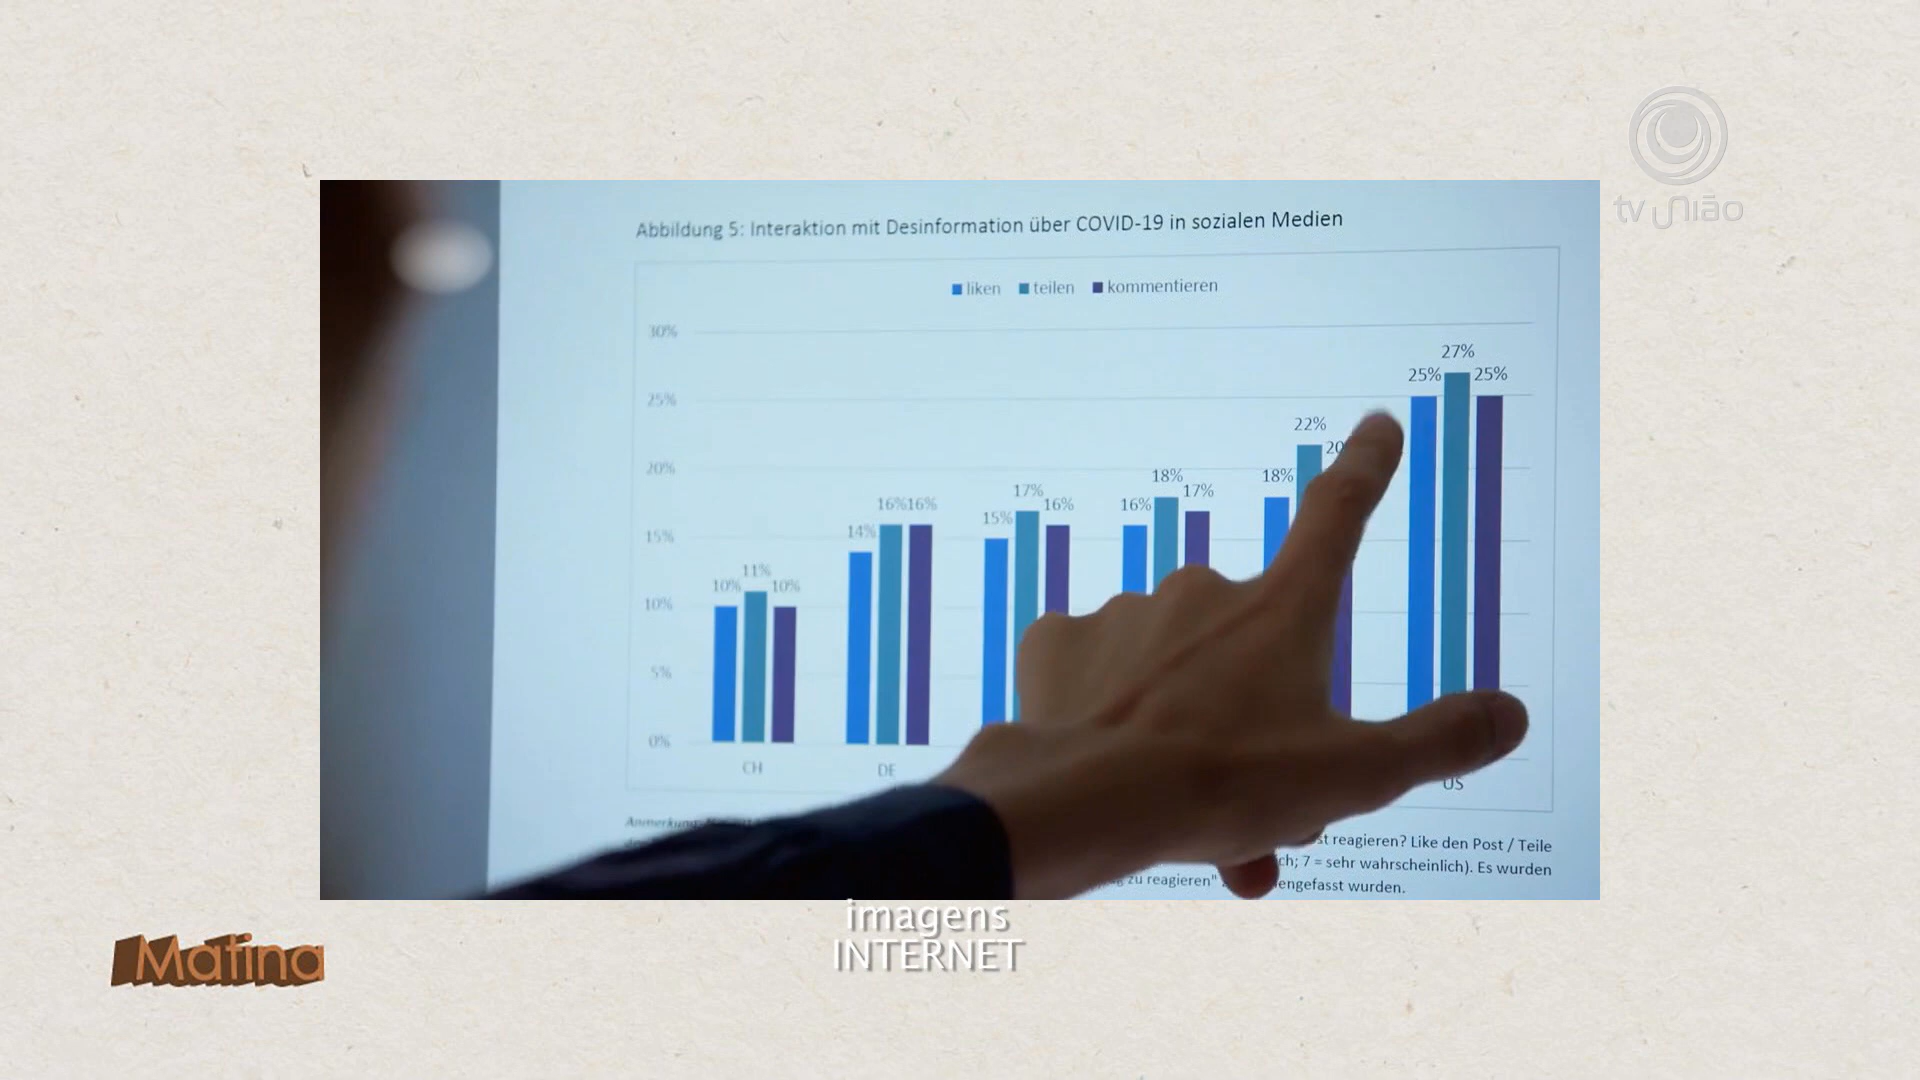 tv união
Abbildung 5: Interaktion mit Desinformation über COVID-19 in sozialen Medien
liken teilen kommentieren
30%
25%
20%
15%
10%
5%
0%
10% 11% 10%
14% 16% 16%
15% 17% 16%
16% 18% 17%
18% 22% 20
25% 27% 25%
CH DE US
Anmerkung:
reagieren? Like den Post / Teile
7 = sehr wahrscheinlich). Es wurden
zu reagieren" wurden.
imagens
INTERNET
Matina